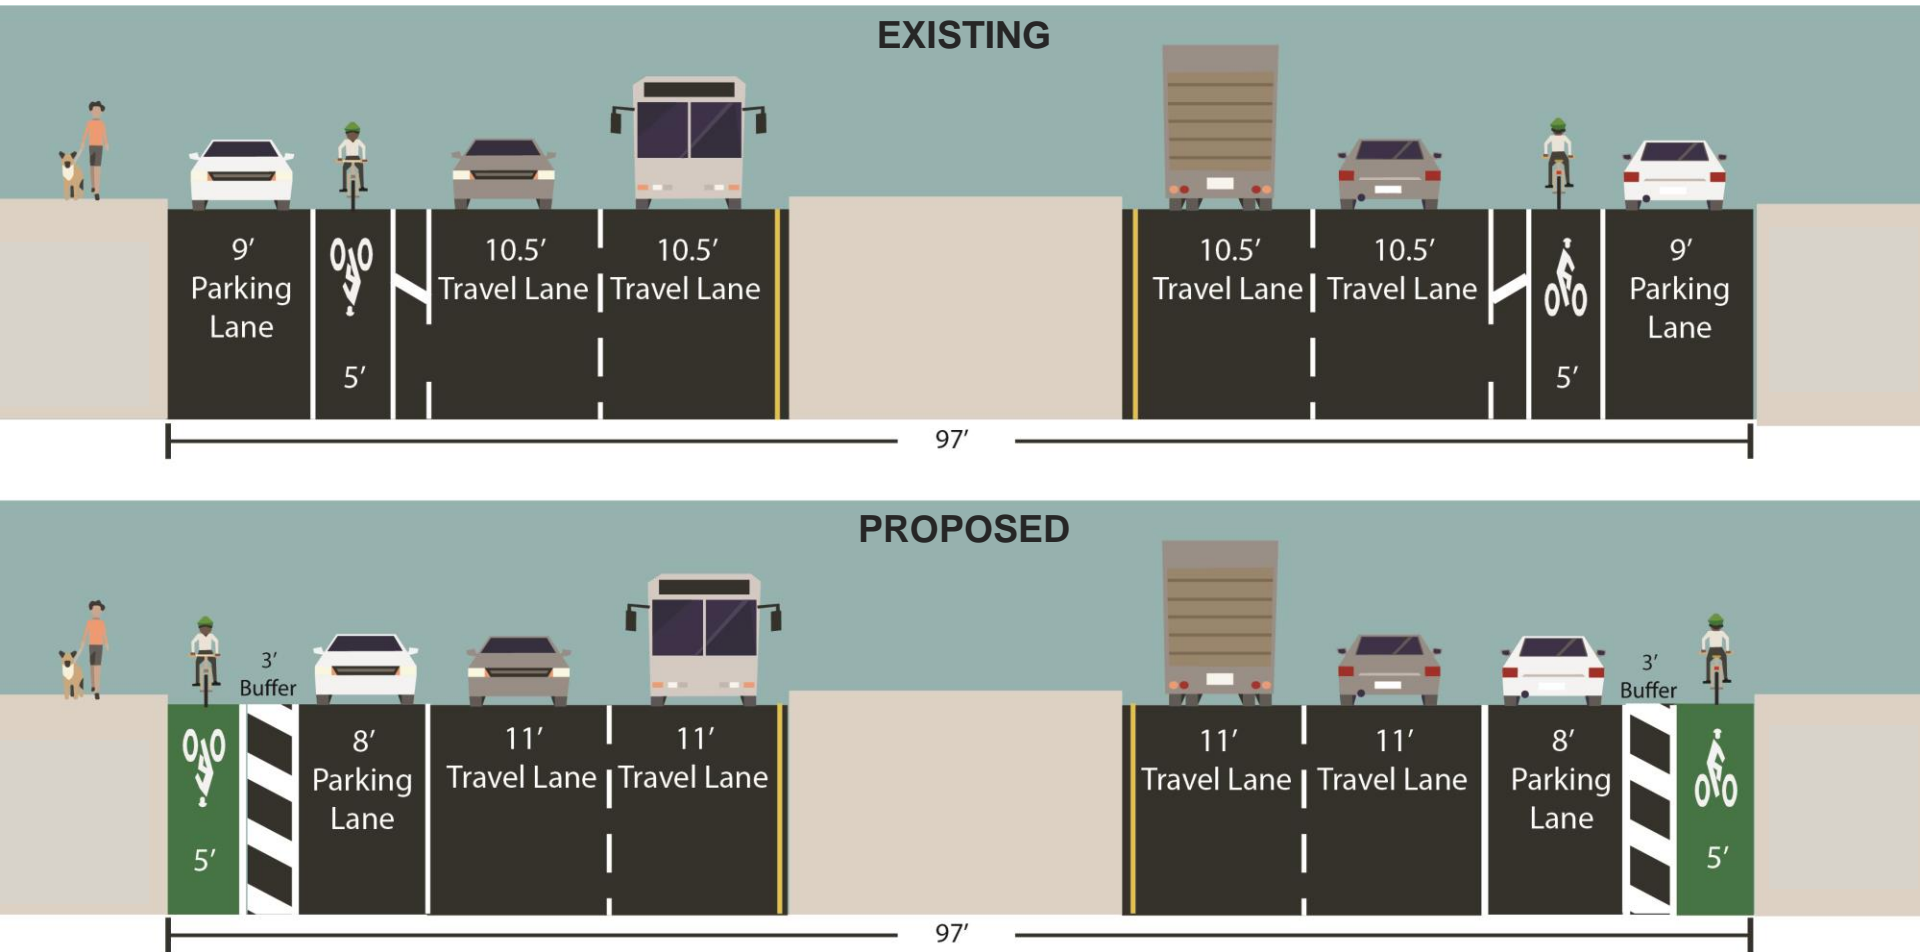 EXISTING
9′
Parking
Lane
5′
10.5′
Travel Lane
10.5′
Travel Lane
10.5′
Travel Lane
10.5′
Travel Lane
5′
9′
Parking
Lane
97′
PROPOSED
5′
3′
Buffer
8′
Parking
Lane
11′
Travel Lane
11′
Travel Lane
11′
Travel Lane
11′
Travel Lane
8′
Parking
Lane
3′
Buffer
5′
97′